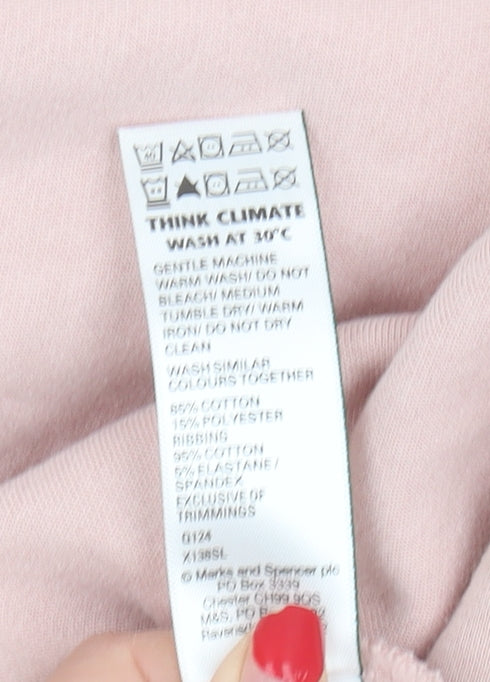 40
THINK CLIMATE
WASH AT 30°C
GENTLE MACHINE
WARM WASH/ DO NOT
BLEACH/ MEDIUM
TUMBLE DRY/ WARM
IRON/ DO NOT DRY
CLEAN
WASH SIMILAR
COLOURS TOGETHER
85% COTTON
15% POLYESTER
RIBBING
95% COTTON
5% ELASTANE/
SPANDEX
EXCLUSIVE OF
TRIMMINGS
0124
X138SL
© Marks and Spencer plc
PO Box 3339
Chester CH99 9QS
M&S, PO B